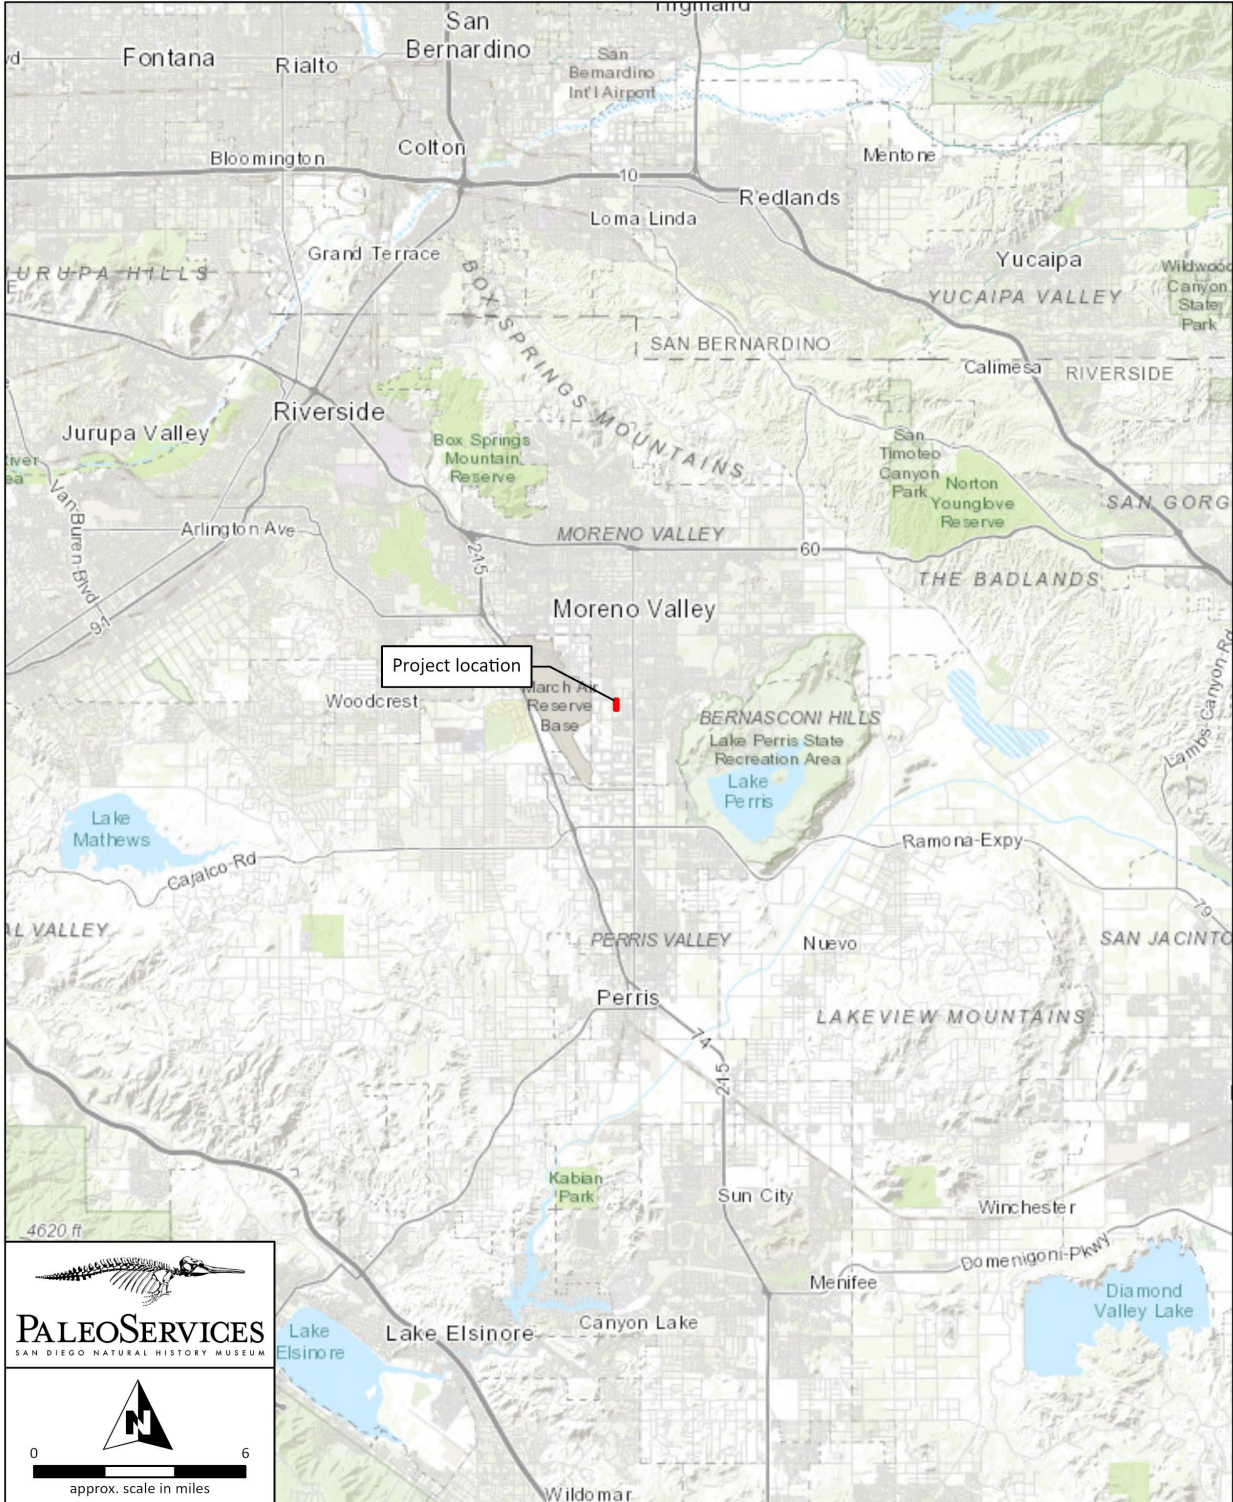 Highland
San
Bernardino
Fontana
Rialto
San
Bernardino
Int'l Airport
Bloomington
Colton
Mentone
10
Redlands
Loma Linda
Grand Terrace
JURUPA HILLS
BOX SPRINGS MOUNTAINS
Yucaipa
YUCAIPA VALLEY
Wildwood
Canyon
State
Park
SAN BERNARDINO
Calimesa
RIVERSIDE
Riverside
Jurupa Valley
Box Springs
Mountain
Reserve
San
Timoteo
Canyon
Park
Norton
Younglove
Reserve
SAN GORG
Van Buren Blvd
Arlington Ave
215
MORENO VALLEY
60
THE BADLANDS
91
Moreno Valley
Project location
March Air
Reserve
Base
Woodcrest
BERNASCONI HILLS
Lake Perris State
Recreation Area
Lake
Perris
Lambs-Canyon-Rd
Lake
Mathews
Cajalco-Rd
Ramona-Expy
79
AL VALLEY
PERRIS VALLEY
Nuevo
SAN JACINTO
Perris
LAKEVIEW MOUNTAINS
74
215
Kabian
Park
Sun City
Winchester
4620 ft
Domenigoni-Pkwy
Menifee
Diamond
Valley Lake
Canyon Lake
Lake Elsinore
Lake
Elsinore
Wildomar
PALEOSERVICES
SAN DIEGO NATURAL HISTORY MUSEUM
N
0 6
approx. scale in miles